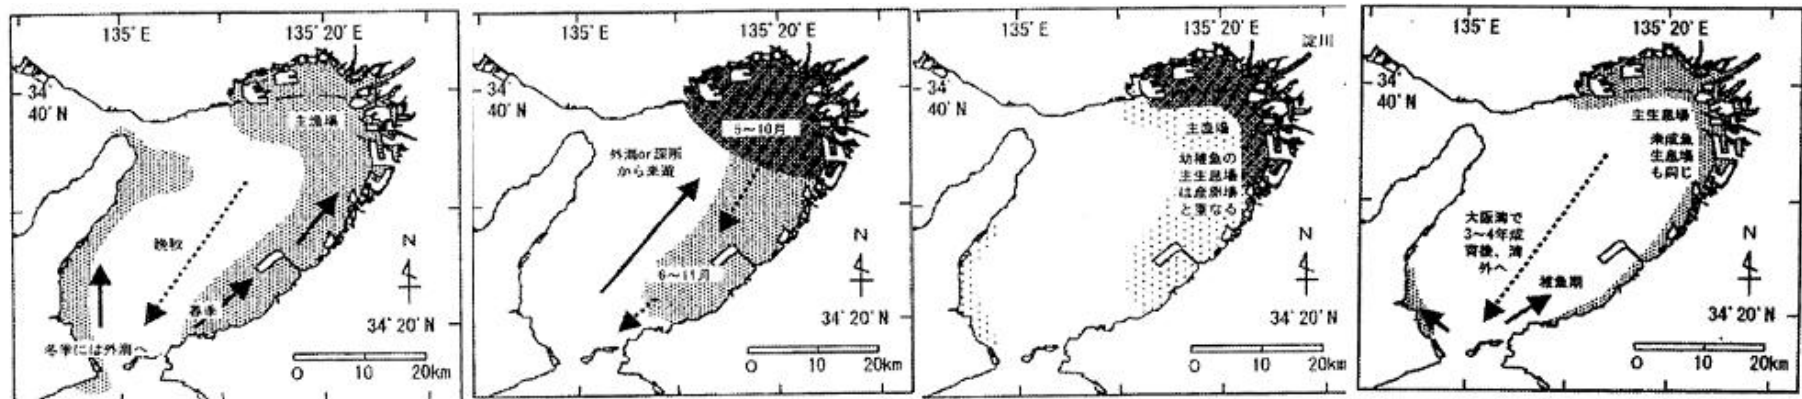 135°E
135°20'E
34°
40'N
主漁場
晩秋
春季
N
34°20'N
冬季には外海へ
0 10 20km
135°E
135°20'E
34°
40'N
5〜10月
外海or深所
から来遊
6〜11月
N
34°20'N
0 10 20km
135°E
135°20'E
淀川
34°
40'N
主漁場
幼稚魚の
主生息場
は産卵場
と重なる
N
34°20'N
0 10 20km
135°E
135°20'E
34°
40'N
主生息場
未成魚
生息場
も同じ
大阪湾で
3〜4年成
育後、湾
外へ
稚魚期
N
34°20'N
0 10 20km